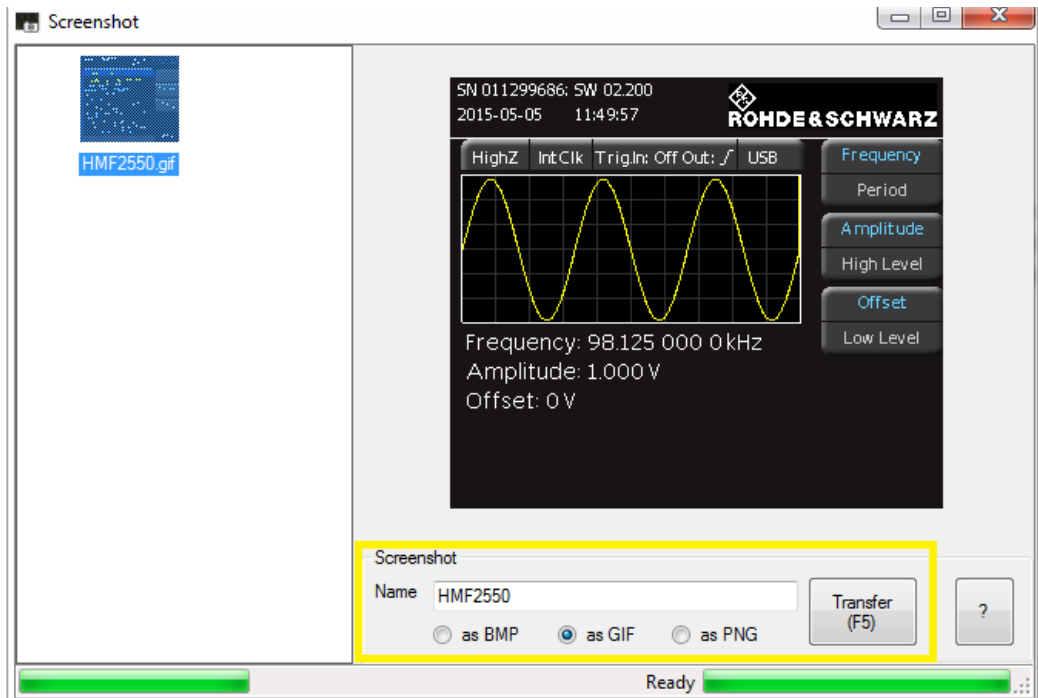 Screenshot
HMF2550.gif
SN 011299686; SW 02.200
2015-05-05 11:49:57
ROHDE&SCHWARZ
HighZ IntClk Trig.In: Off Out: USB
Frequency
Period
Amplitude
High Level
Offset
Low Level
Frequency: 98.125 000 0 kHz
Amplitude: 1.000 V
Offset: 0 V
Screenshot
Name HMF2550
as BMP as GIF as PNG
Transfer
(F5)
?
Ready